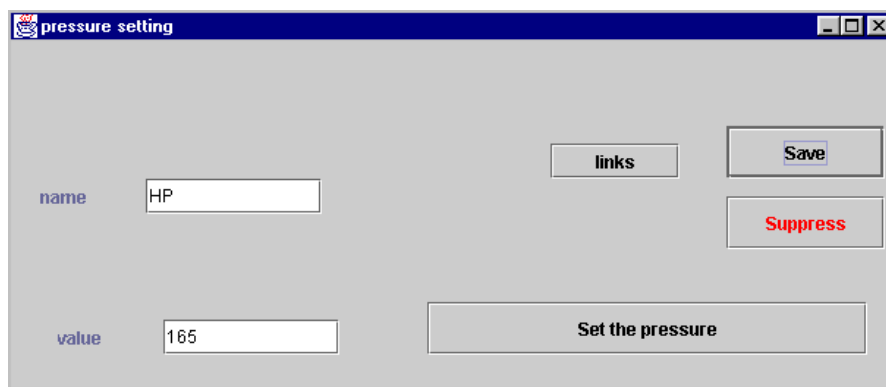 pressure setting
links
Save
name
HP
Suppress
value
165
Set the pressure